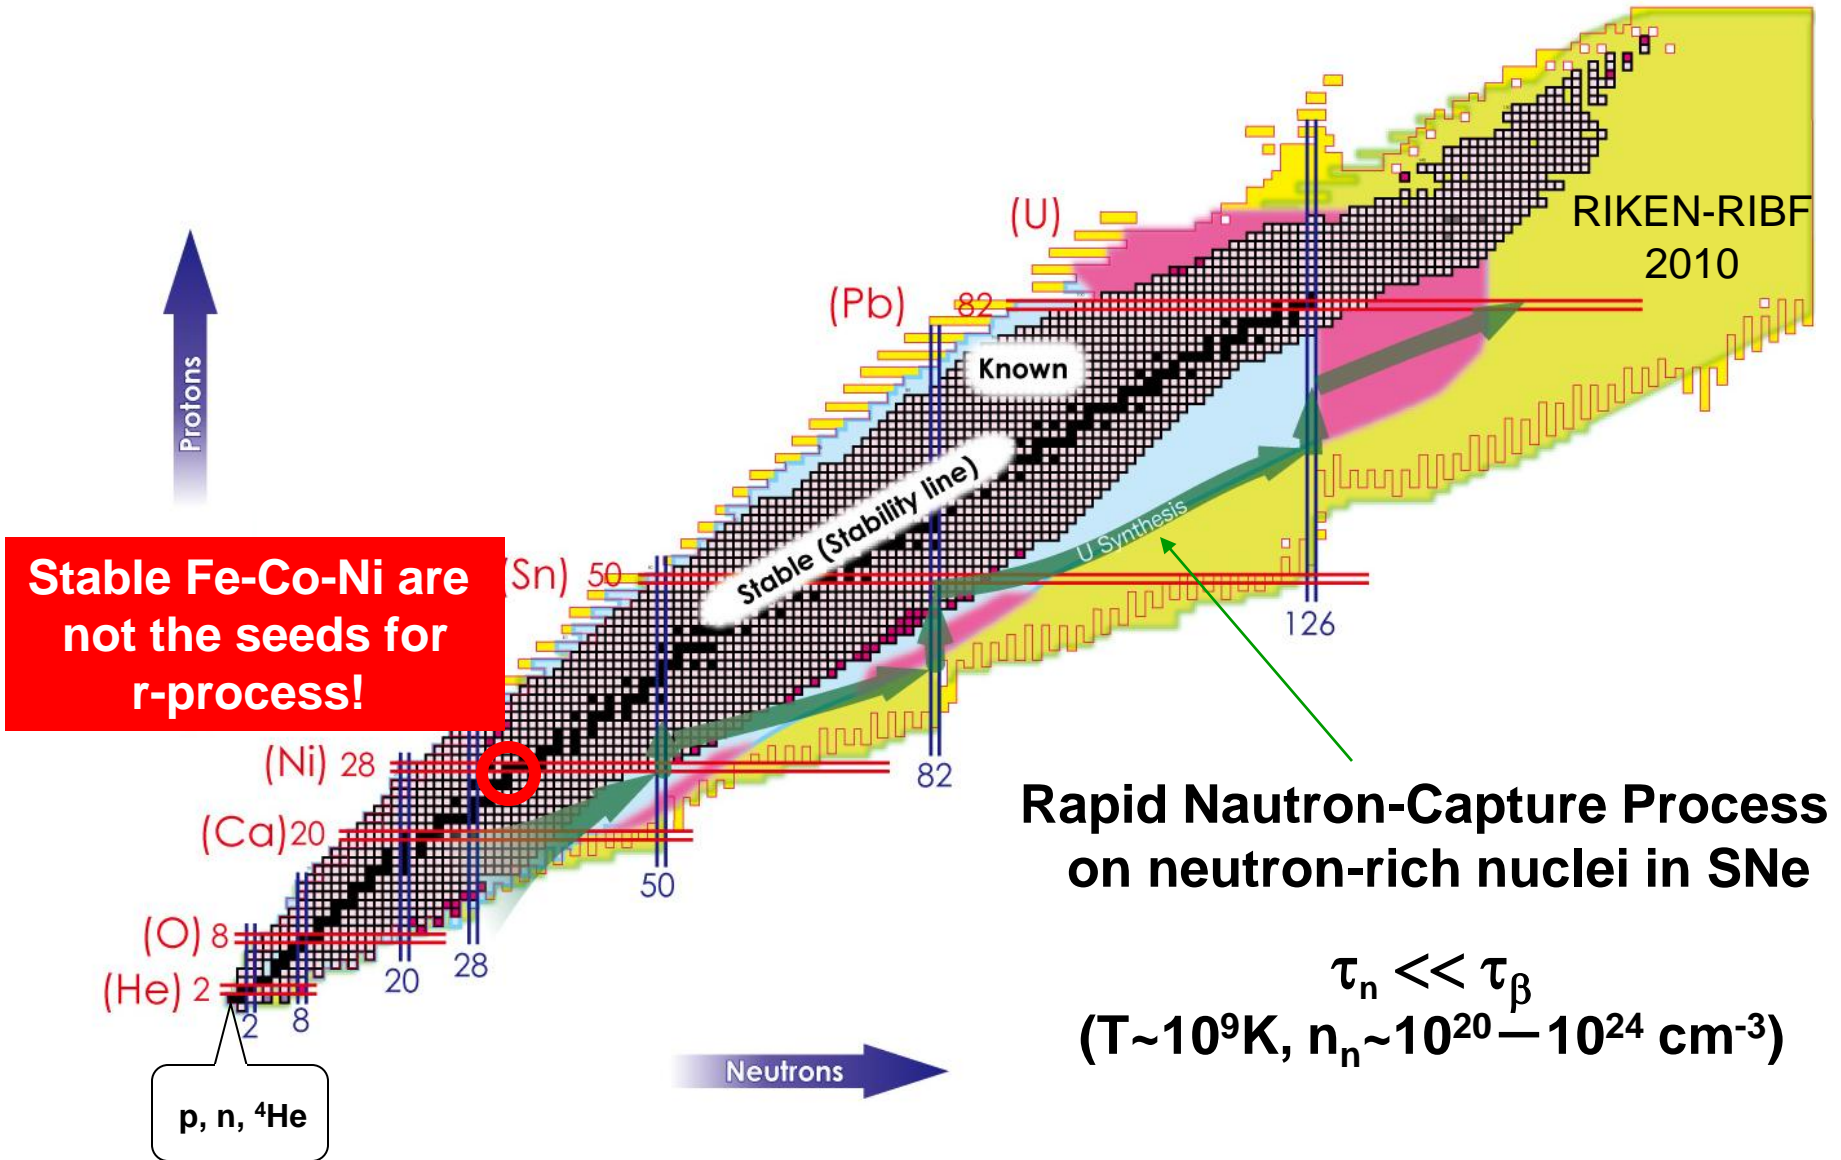 (U)
RIKEN-RIBF
2010
(Pb) 82
Protons
Known
Stable (Stability line)
Stable Fe-Co-Ni are
not the seeds for
r-process!
(Sn) 50
U Synthesis
126
(Ni) 28
82
Rapid Nautron-Capture Process
on neutron-rich nuclei in SNe
(Ca)20
50
(O) 8
28
20
(He) 2
2
8
τn << τβ
(T~10⁹K, nn~10²⁰—10²⁴ cm⁻³)
Neutrons
p, n, ⁴He